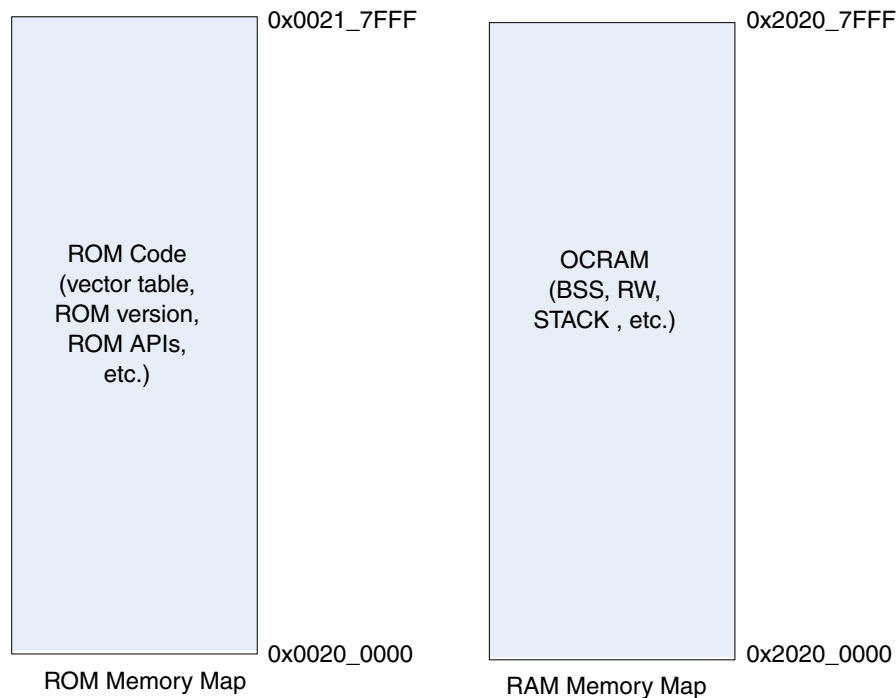 0x0021_7FFF
ROM Code
(vector table,
ROM version,
ROM APIs,
etc.)
0x0020_0000
ROM Memory Map
0x2020_7FFF
OCRAM
(BSS, RW,
STACK , etc.)
0x2020_0000
RAM Memory Map